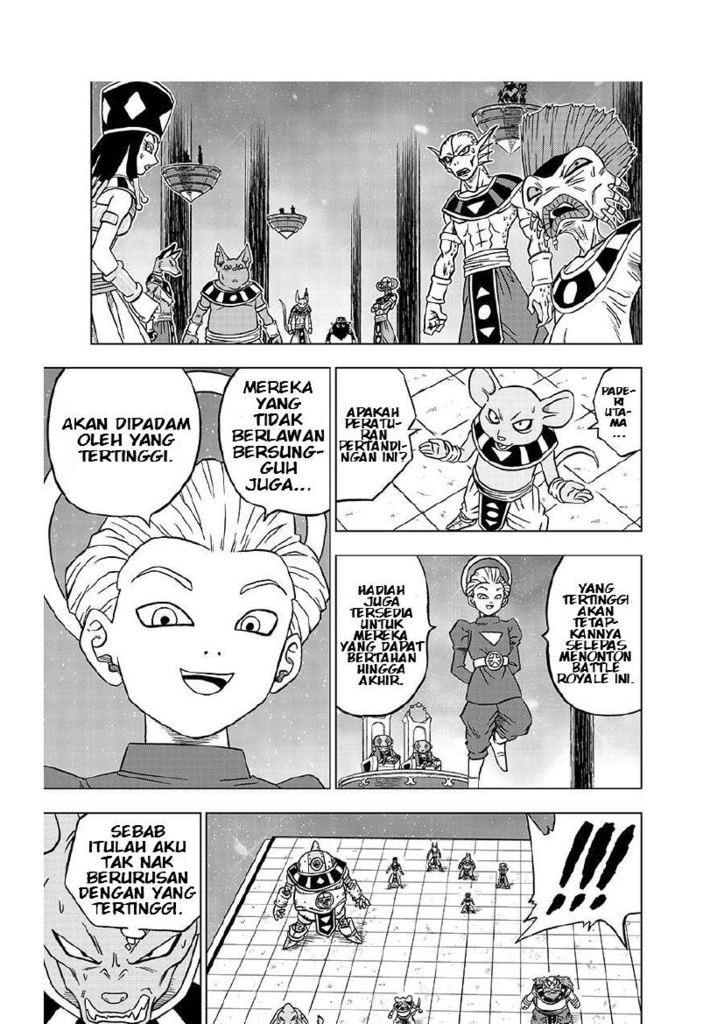 PADE-
RI
UTA-
MA
...
APAKAH
PERATU-
RAN
PERTANDI-
NGAN INI?
MEREKA
YANG
TIDAK
BERLAWAN
BERSUNG-
GUH
JUGA...
AKAN DIPADAM
OLEH YANG
TERTINGGI.
YANG
TERTINGGI
AKAN
TETAP-
KANNYA
SELEPAS
MENONTON
BATTLE
ROYALE INI.
HADIAH
JUGA
TERSEDIA
UNTUK
MEREKA
YANG DAPAT
BERTAHAN
HINGGA
AKHIR.
!!!
SEBAB
ITULAH AKU
TAK NAK
BERURUSAN
DENGAN YANG
TERTINGGI.